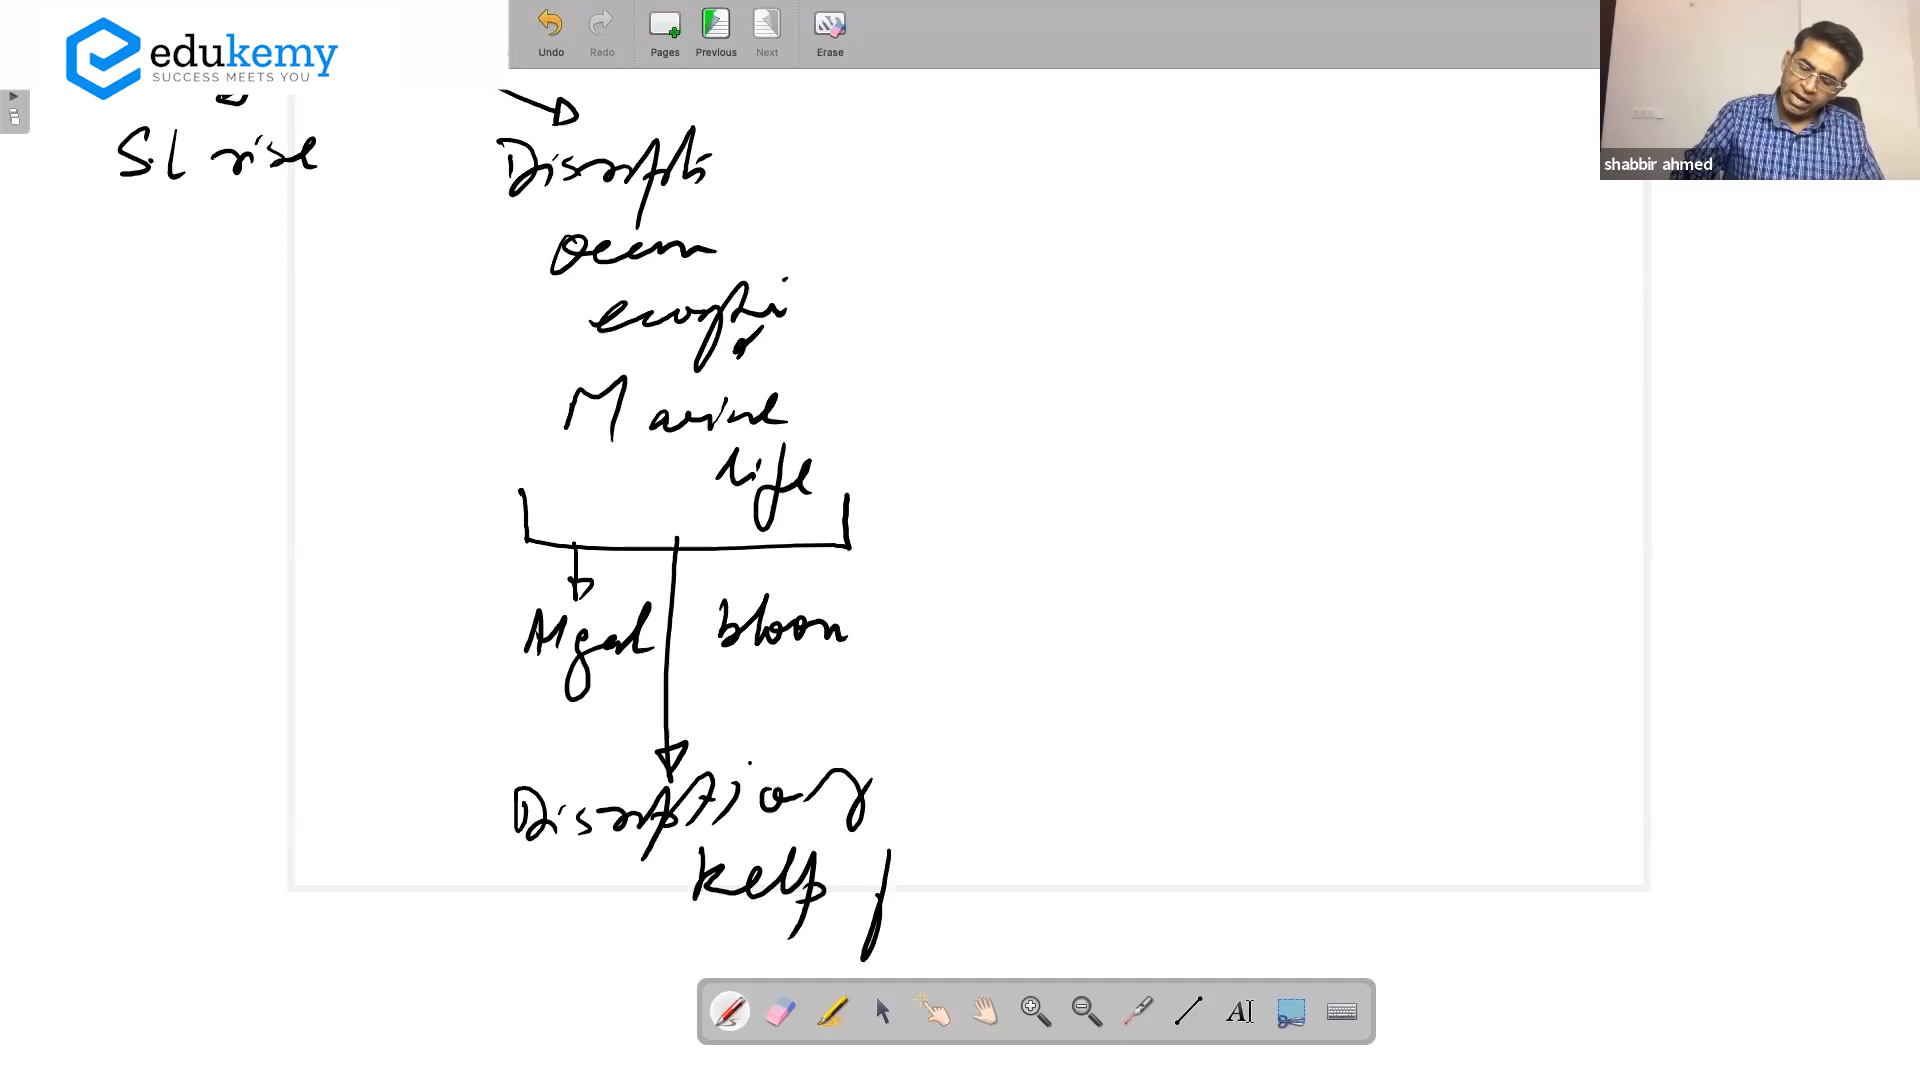 edukemy
SUCCESS MEETS YOU
Undo
Redo
Pages
Previous
Next
Erase
shabbir ahmed
SL rise
Disrupts
Ocean
Marine
life
Algal bloom
Disruption of
kelp f